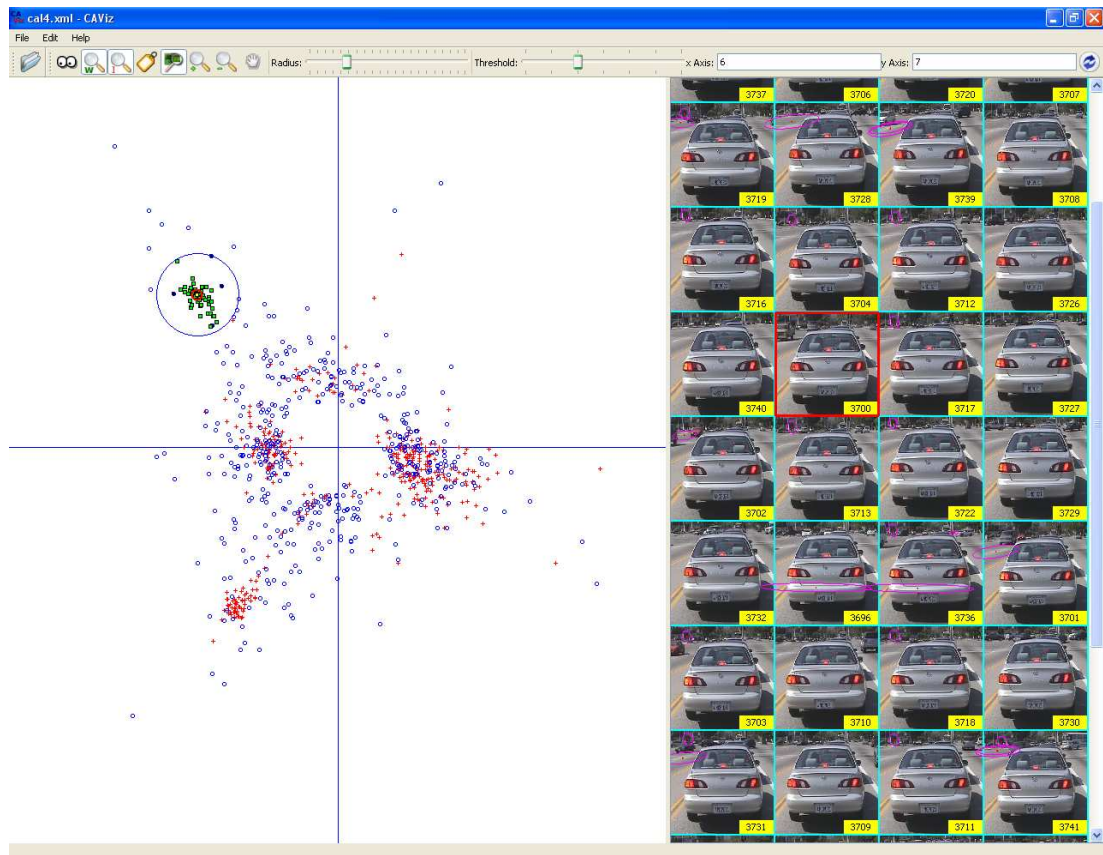 cal4.xml - CAViz
File Edit Help
Radius: Threshold: x Axis: 6 y Axis: 7
3737 3706 3720 3707
3719 3728 3739 3708
3716 3704 3712 3726
3740 3700 3717 3727
3702 3713 3722 3729
3732 3696 3736 3701
3703 3710 3718 3730
3731 3709 3711 3741